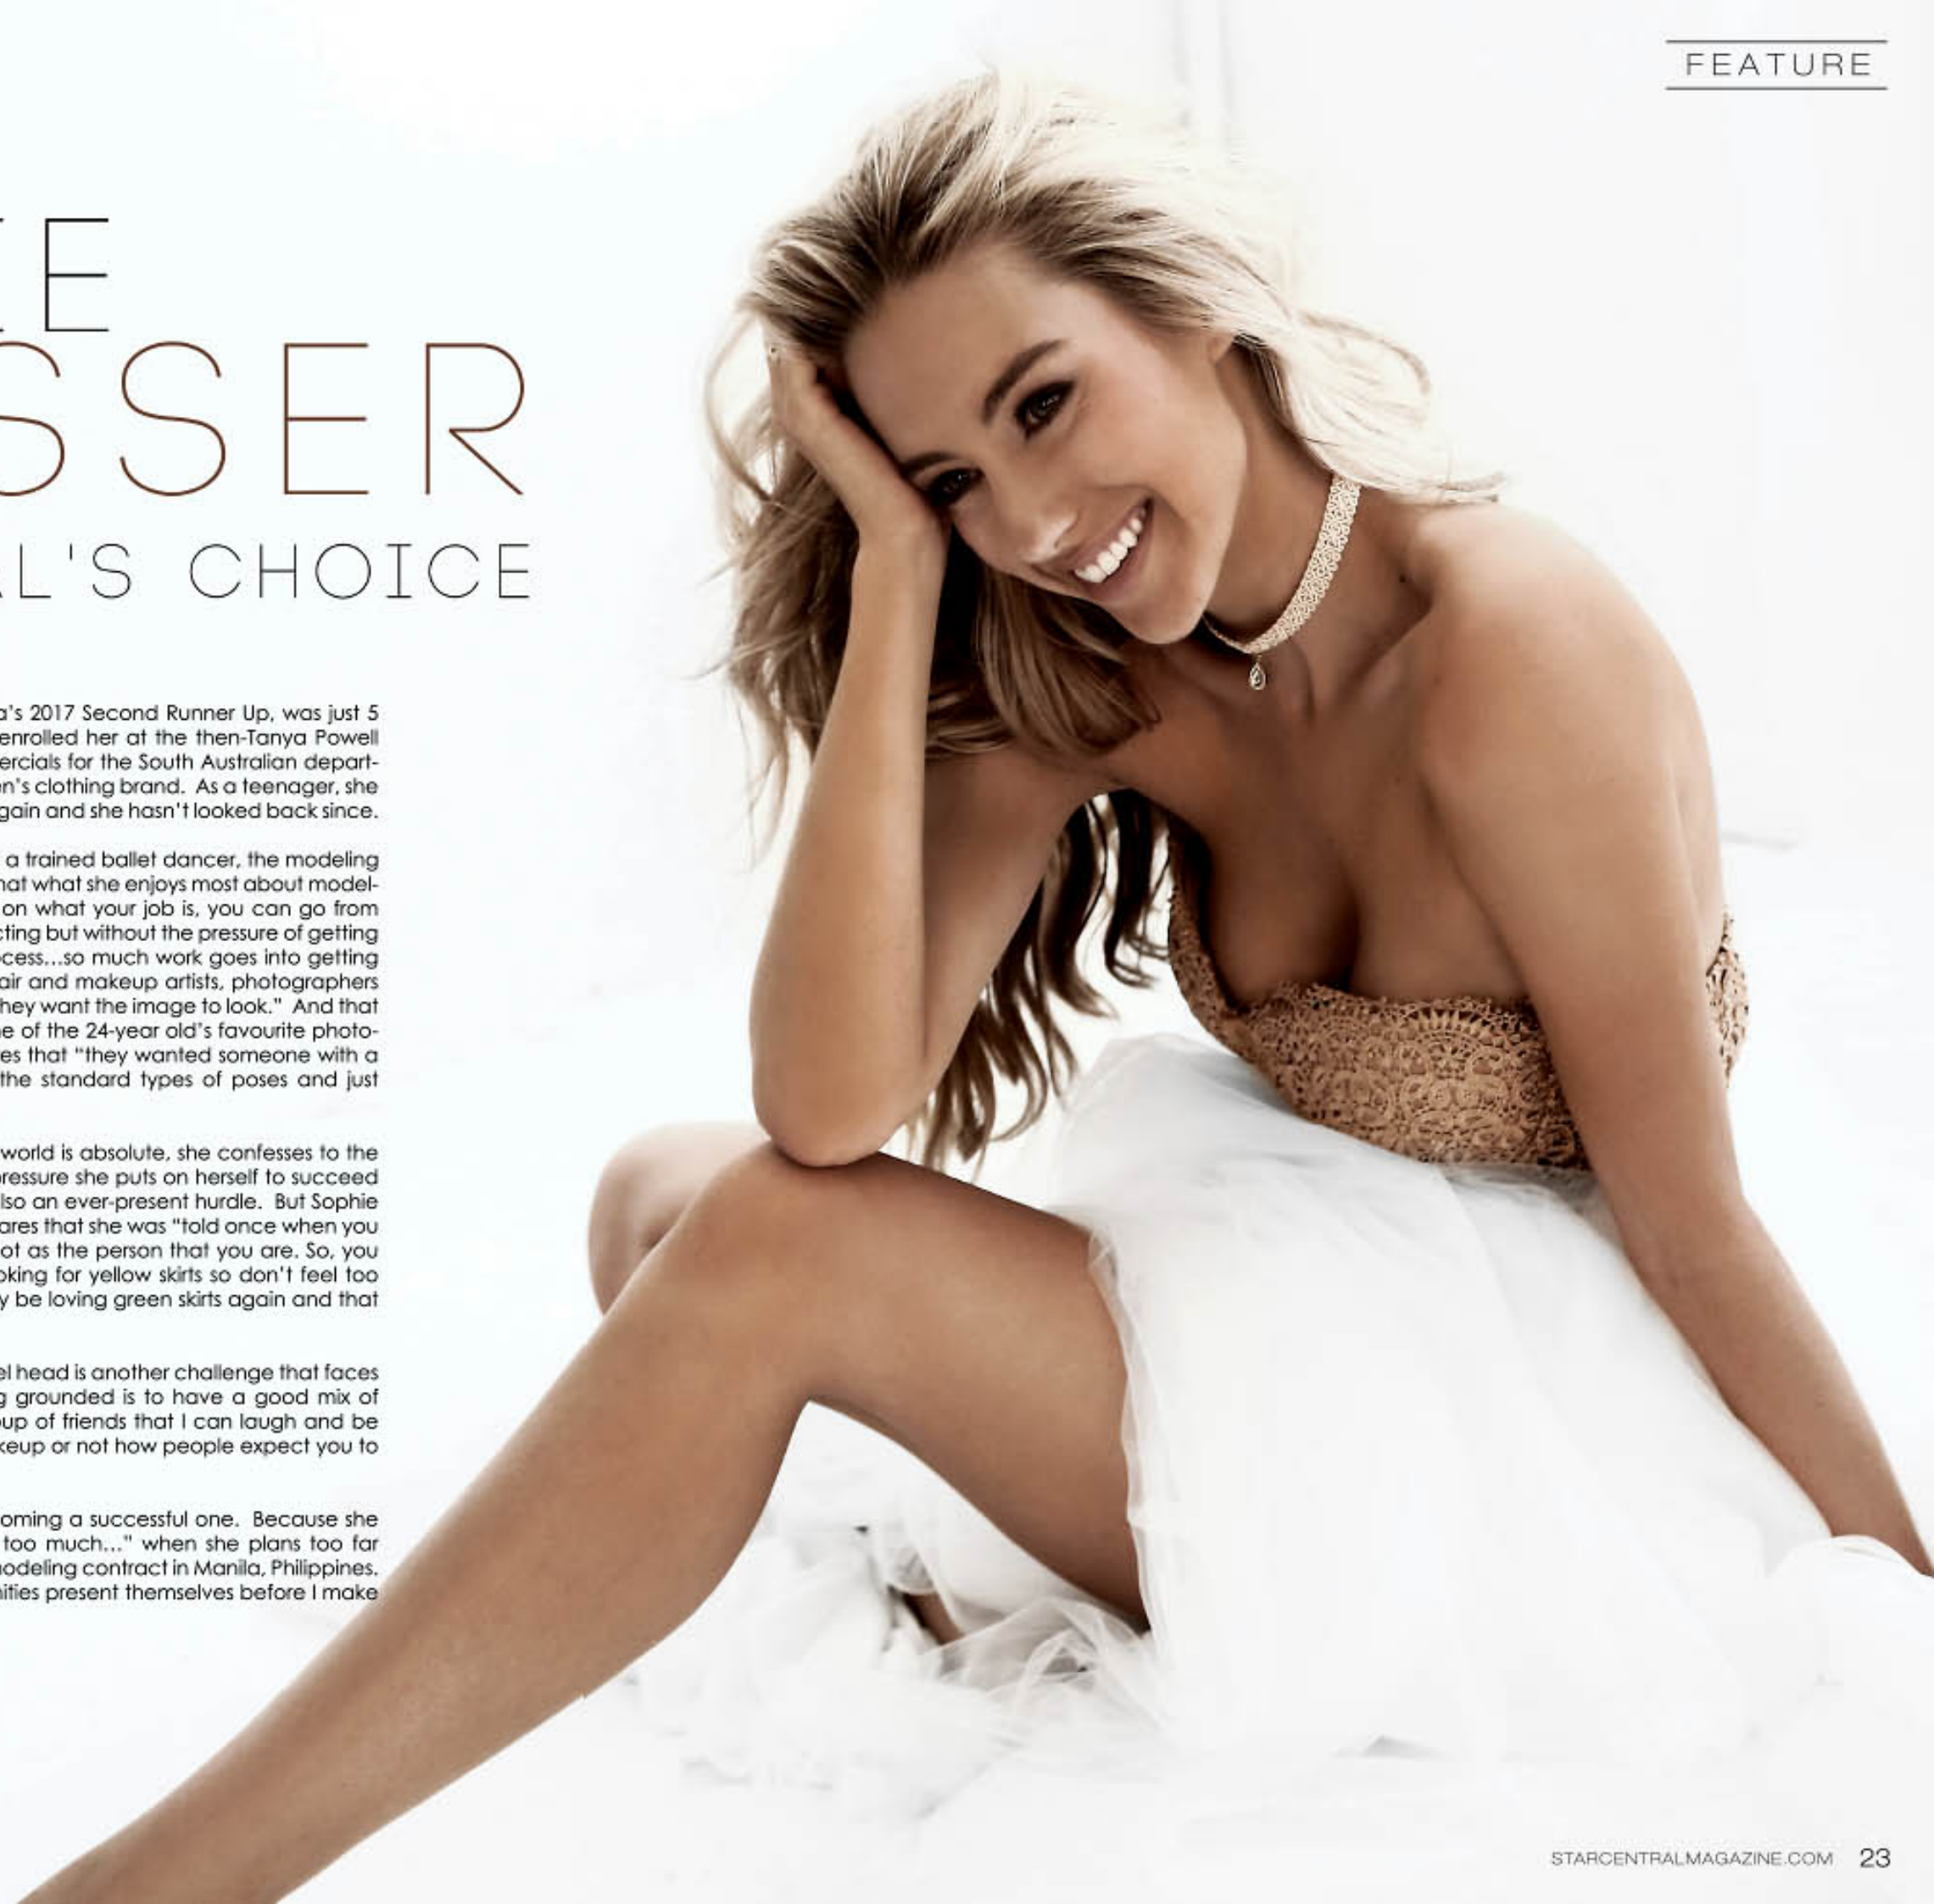 FEATURE
E
SSER
L'S CHOICE
a's 2017 Second Runner Up, was just 5
enrolled her at the then-Tanya Powell
ercials for the South Australian depart-
en's clothing brand. As a teenager, she
gain and she hasn't looked back since.
a trained ballet dancer, the modeling
hat what she enjoys most about model-
on what your job is, you can go from
cting but without the pressure of getting
ocess...so much work goes into getting
air and makeup artists, photographers
they want the image to look." And that
ne of the 24-year old's favourite photo-
es that "they wanted someone with a
the standard types of poses and just
world is absolute, she confesses to the
pressure she puts on herself to succeed
lso an ever-present hurdle. But Sophie
ares that she was "told once when you
ot as the person that you are. So, you
oking for yellow skirts so don't feel too
y be loving green skirts again and that
el head is another challenge that faces
g grounded is to have a good mix of
oup of friends that I can laugh and be
keup or not how people expect you to
oming a successful one. Because she
too much..." when she plans too far
modeling contract in Manila, Philippines.
nities present themselves before I make
STARCENTRALMAGAZINE.COM 23